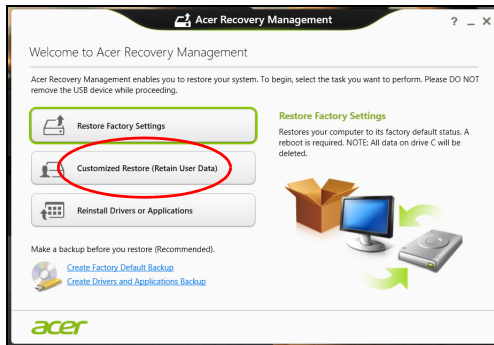 Acer Recovery Management
? _ X
Welcome to Acer Recovery Management
Acer Recovery Management enables you to restore your system. To begin, select the task you want to perform. Please DO NOT
remove the USB device while proceeding.
Restore Factory Settings
Customized Restore (Retain User Data)
Reinstall Drivers or Applications
Restore Factory Settings
Restores your computer to its factory default status. A
reboot is required. NOTE: All data on drive C will be
deleted.
Make a backup before you restore (Recommended).
Create Factory Default Backup
Create Drivers and Applications Backup
acer